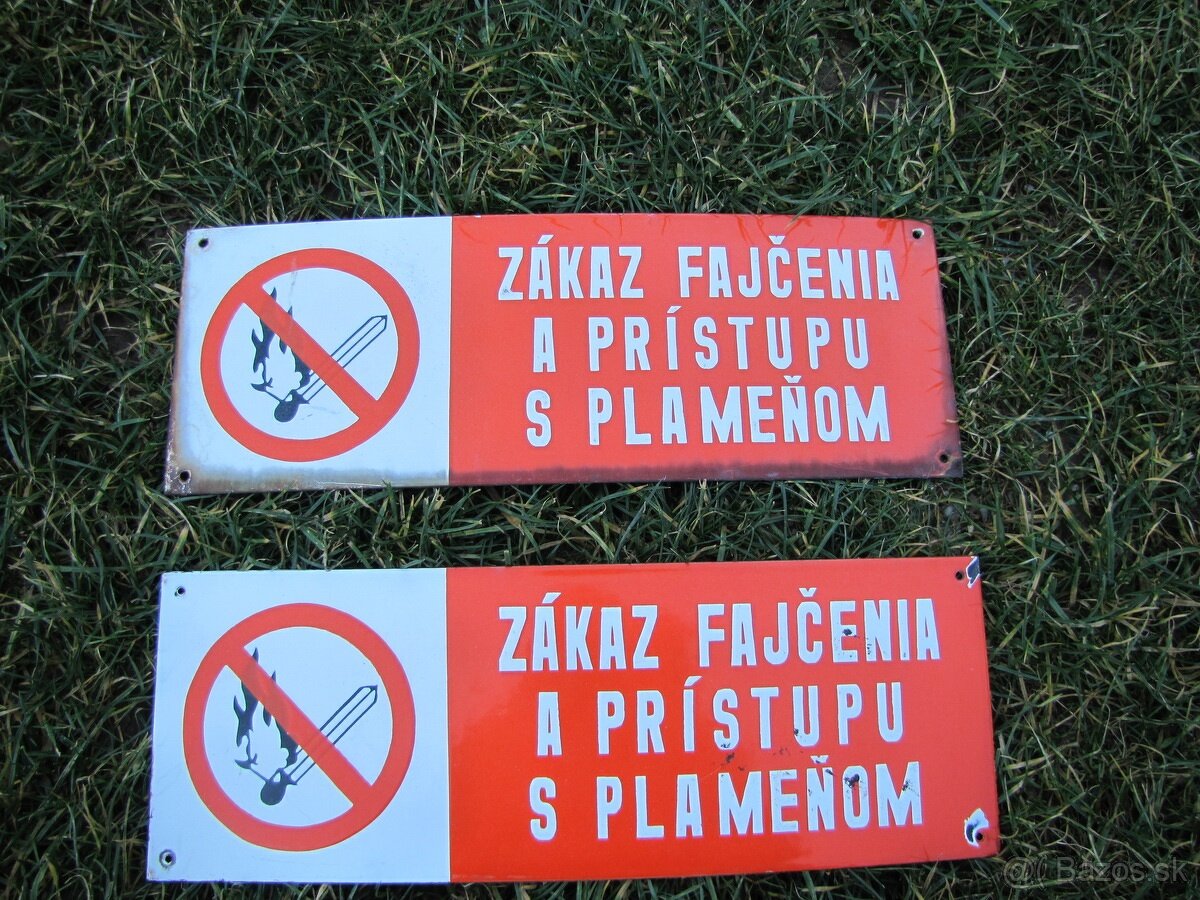 ZÁKAZ FAJČENIA
A PRÍSTUPU
S PLAMEŇOM
ZÁKAZ FAJČENIA
A PRÍSTUPU
S PLAMEŇOM
Bazos.sk